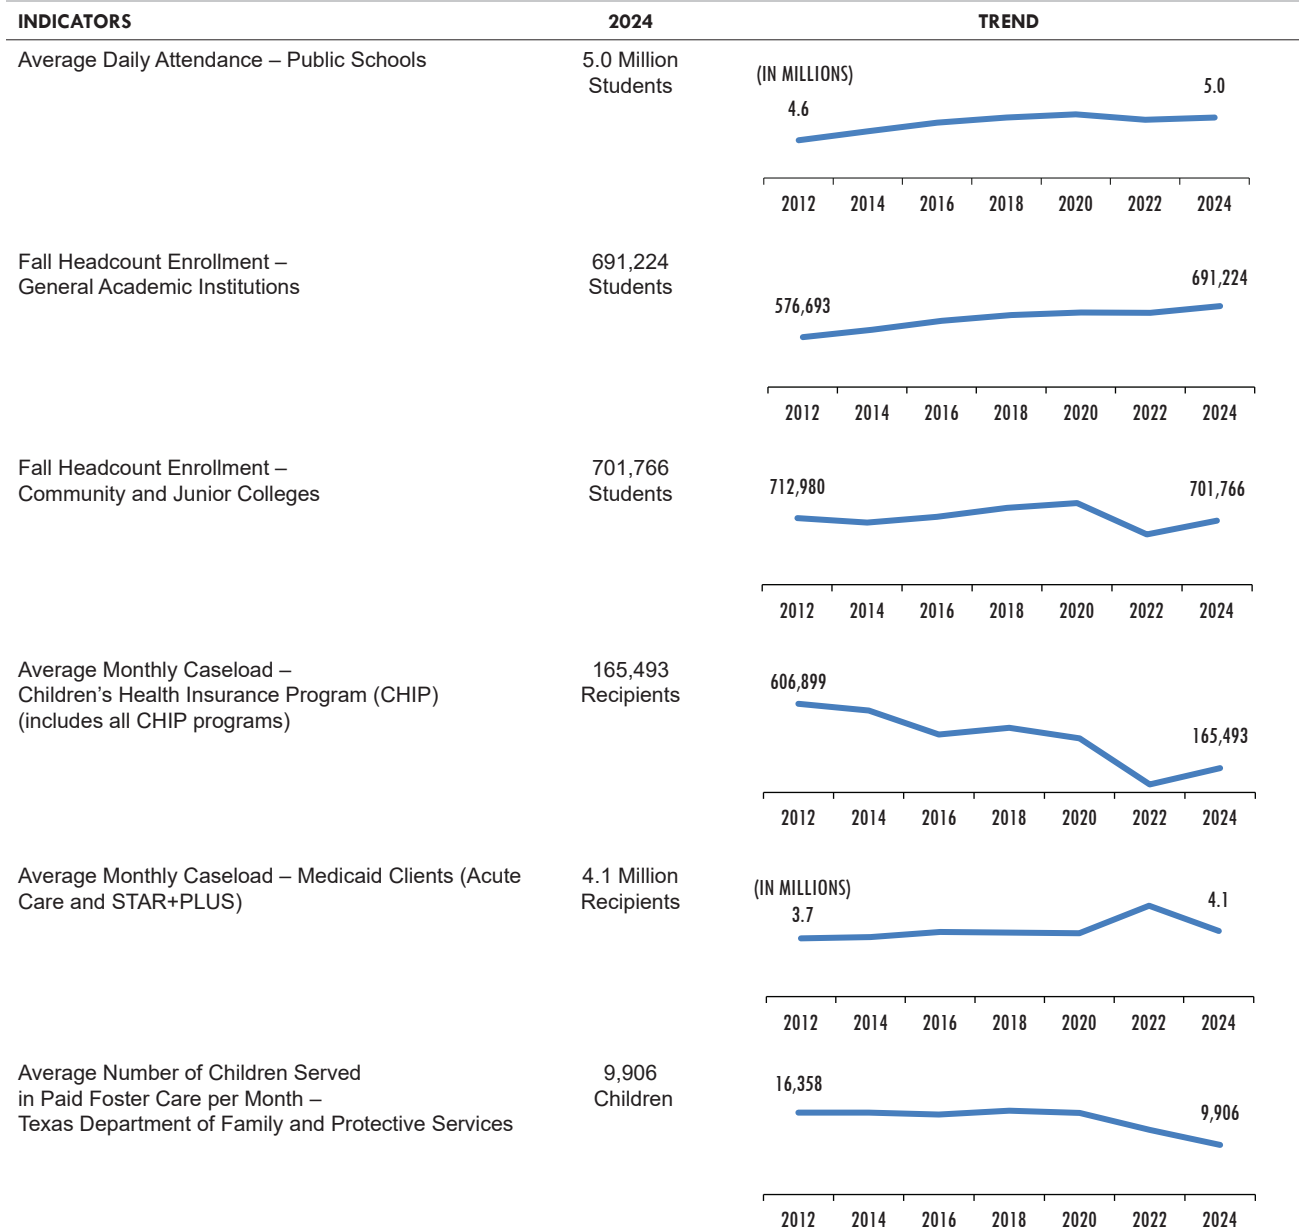 INDICATORS 2024 TREND
Average Daily Attendance – Public Schools
5.0 Million
Students
(IN MILLIONS)
4.6
5.0
2012 2014 2016 2018 2020 2022 2024
Fall Headcount Enrollment –
General Academic Institutions
691,224
Students
576,693
691,224
2012 2014 2016 2018 2020 2022 2024
Fall Headcount Enrollment –
Community and Junior Colleges
701,766
Students
712,980
701,766
2012 2014 2016 2018 2020 2022 2024
Average Monthly Caseload –
Children’s Health Insurance Program (CHIP)
(includes all CHIP programs)
165,493
Recipients
606,899
165,493
2012 2014 2016 2018 2020 2022 2024
Average Monthly Caseload – Medicaid Clients (Acute
Care and STAR+PLUS)
4.1 Million
Recipients
(IN MILLIONS)
3.7
4.1
2012 2014 2016 2018 2020 2022 2024
Average Number of Children Served
in Paid Foster Care per Month –
Texas Department of Family and Protective Services
9,906
Children
16,358
9,906
2012 2014 2016 2018 2020 2022 2024